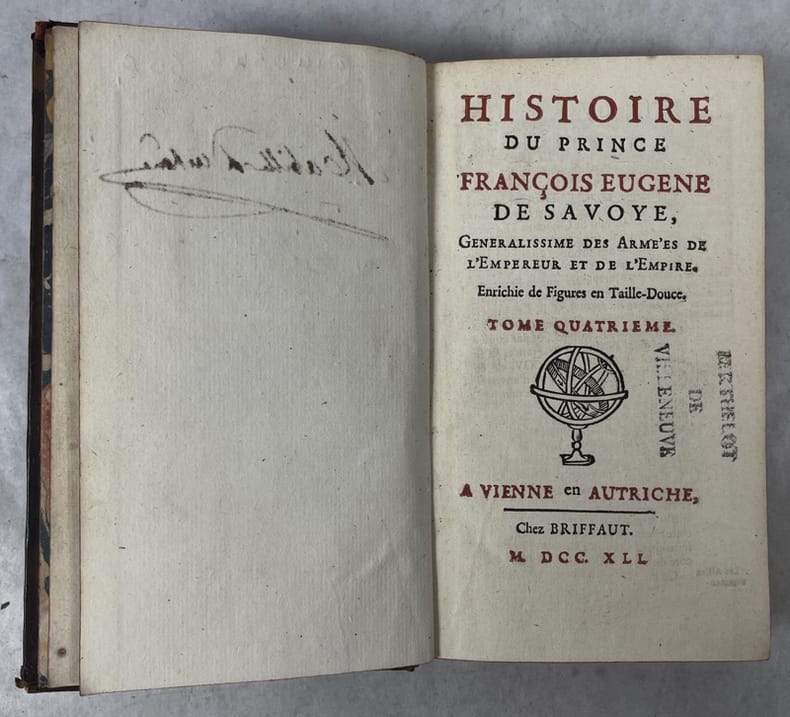 HISTOIRE
DU PRINCE
FRANÇOIS EUGENE
DE SAVOYE,
GENERALISSIME DES ARME'ES DE
L'EMPEREUR ET DE L'EMPIRE.
Enrichie de Figures en Taille-Douce.
TOME QUATRIEME.
BERTHELOT
DE
VILLENEUVE
A VIENNE en AUTRICHE,
Chez BRIFFAUT.
M. DCC. XLI